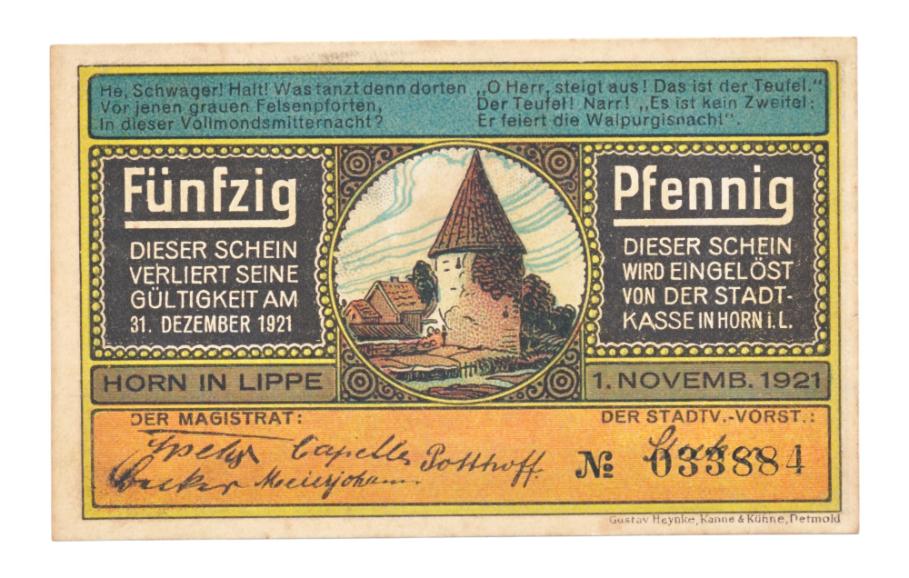 He, Schwager! Halt! Was tanzt denn dorten
Vor jenen grauen Felsenpforten,
In dieser Vollmondsmitternacht?
„O Herr, steigt aus! Das ist der Teufel.“
Der Teufel! Narr! „Es ist kein Zweifel:
Er feiert die Walpurgisnacht“.
Fünfzig
DIESER SCHEIN
VERLIERT SEINE
GÜLTIGKEIT AM
31. DEZEMBER 1921
Pfennig
DIESER SCHEIN
WIRD EINGELÖST
VON DER STADT-
KASSE IN HORN i. L.
HORN IN LIPPE
1. NOVEMB. 1921
DER MAGISTRAT:
DER STADTV.-VORST.:
Capelle Potthoff
Becker Meierjohann
№ 033884
Gustav Heynke, Kanne & Kühne, Detmold